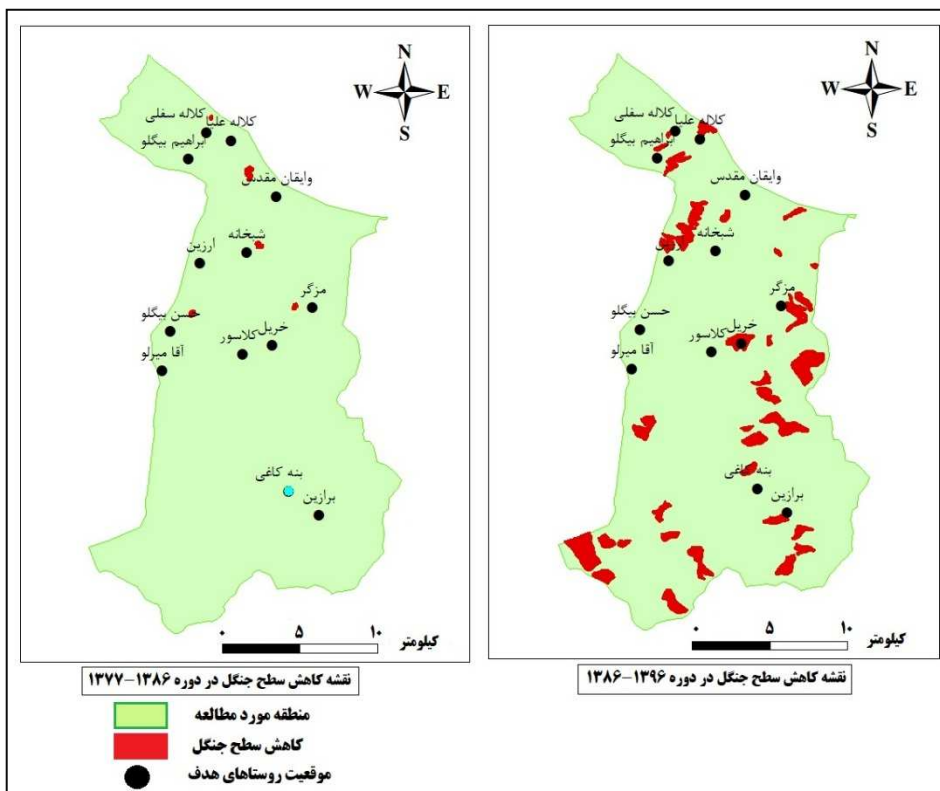 N
W E
S
کلاله سفلی
کلاله علیا
ابراهیم بیگلو
وایقان مقدس
شبخانه
ارزین
مزگر
حسن بیگلو
خریل
کلاسور
آقا میرلو
بنه کاغی
برازین
۰ ۵ ۱۰
کیلومتر
نقشه کاهش سطح جنگل در دوره ۱۳۸۶-۱۳۷۷
N
W E
S
کلاله سفلی
کلاله علیا
ابراهیم بیگلو
وایقان مقدس
شبخانه
ارزین
مزگر
حسن بیگلو
خریل
کلاسور
آقا میرلو
بنه کاغی
برازین
۰ ۵ ۱۰
کیلومتر
نقشه کاهش سطح جنگل در دوره ۱۳۹۶-۱۳۸۶
منطقه مورد مطالعه
کاهش سطح جنگل
موقعیت روستاهای هدف